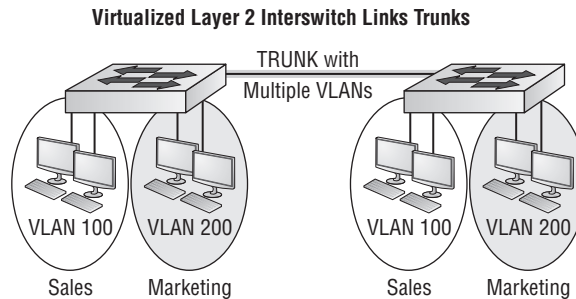 Virtualized Layer 2 Interswitch Links Trunks
TRUNK with
Multiple VLANs
VLAN 100
VLAN 200
VLAN 100
VLAN 200
Sales
Marketing
Sales
Marketing